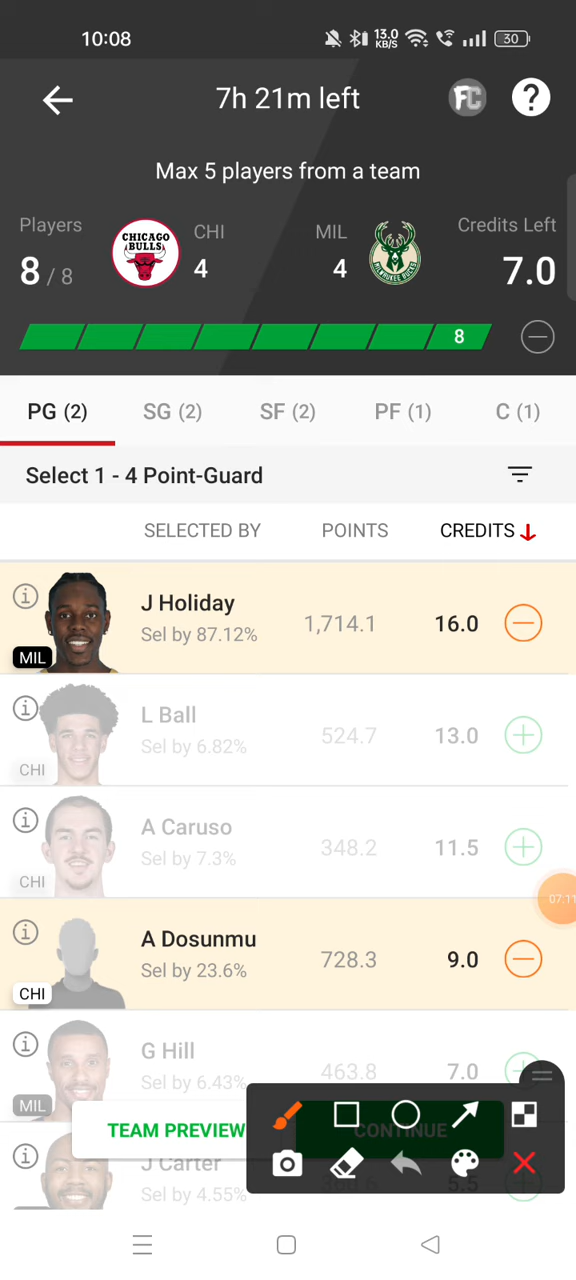 10:08
13.0
KB/S
30
7h 21m left
FC
?
Max 5 players from a team
Players
CHI
MIL
Credits Left
CHICAGO
BULLS
8 / 8
4
4
7.0
8
PG (2)
SG (2)
SF (2)
PF (1)
C (1)
Select 1 - 4 Point-Guard
SELECTED BY
POINTS
CREDITS
J Holiday
Sel by 87.12%
1,714.1
16.0
MIL
L Ball
Sel by 6.82%
524.7
13.0
CHI
A Caruso
Sel by 7.3%
348.2
11.5
CHI
07:11
A Dosunmu
Sel by 23.6%
728.3
9.0
CHI
G Hill
Sel by 6.43%
463.8
7.0
MIL
TEAM PREVIEW
CONTINUE
J Carter
Sel by 4.55%
5.5